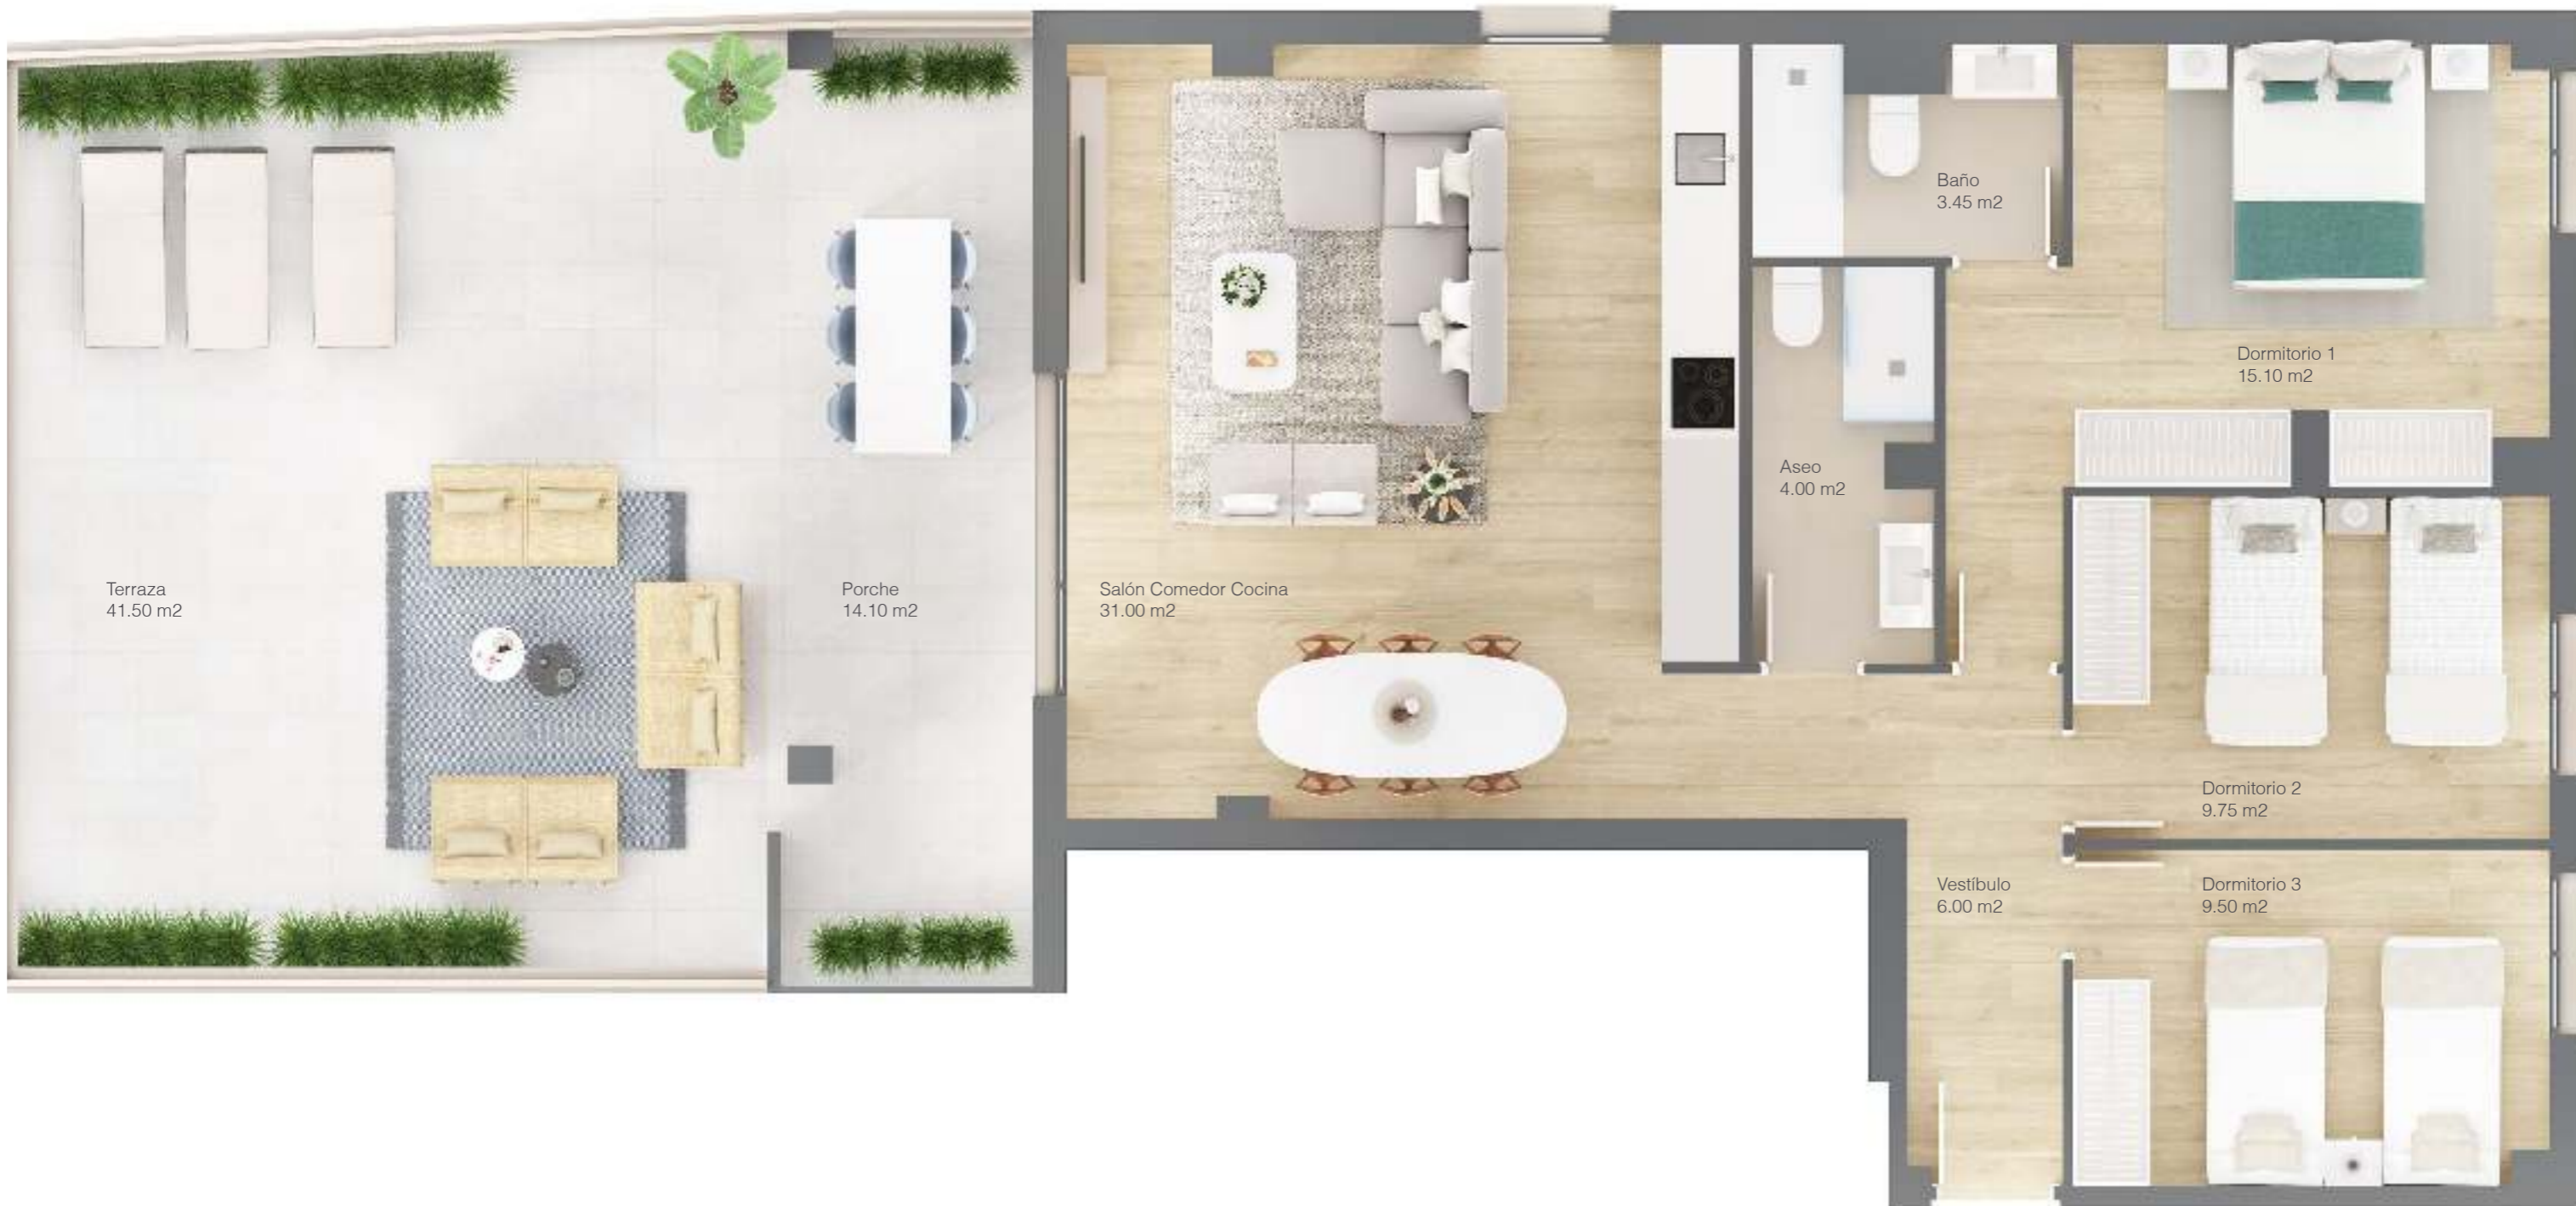 Baño
3.45 m2
Dormitorio 1
15.10 m2
Aseo
4.00 m2
Terraza
41.50 m2
Porche
14.10 m2
Salón Comedor Cocina
31.00 m2
Dormitorio 2
9.75 m2
Vestíbulo
6.00 m2
Dormitorio 3
9.50 m2